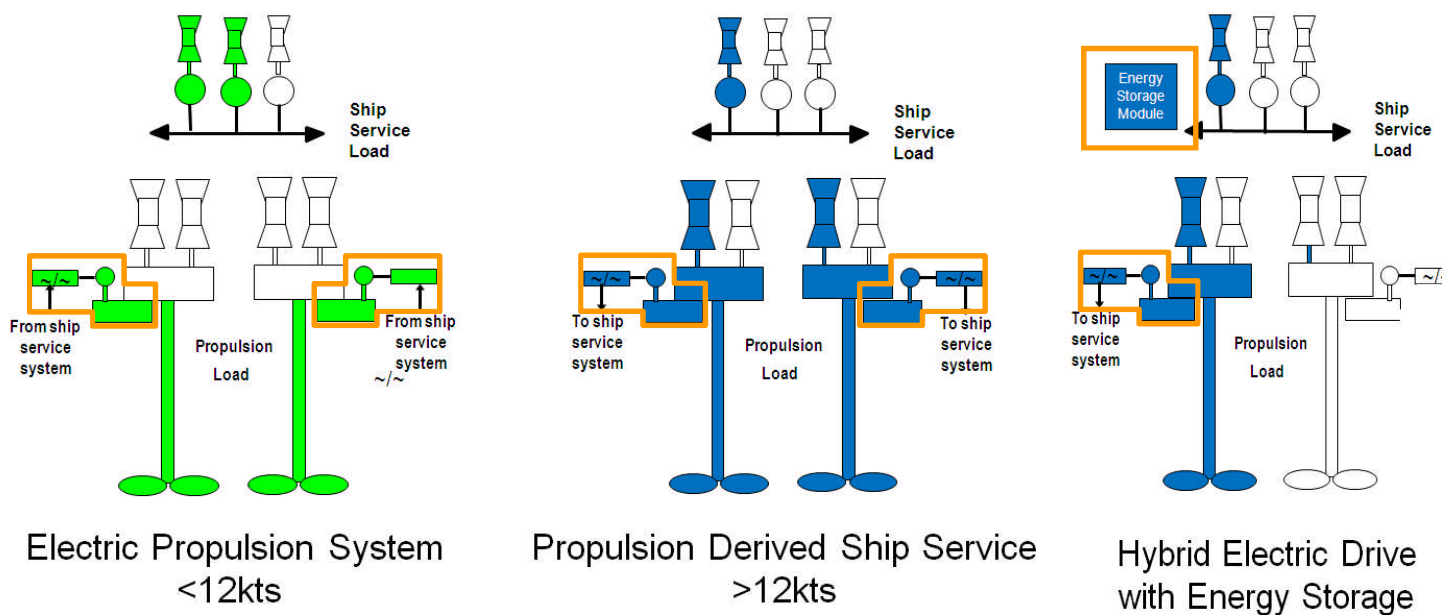 Ship
Service
Load
~/~
From ship
service
system
Propulsion
Load
From ship
service
system
~/~
Electric Propulsion System
<12kts
Ship
Service
Load
~/~
To ship
service
system
Propulsion
Load
~/~
To ship
service
system
Propulsion Derived Ship Service
>12kts
Energy
Storage
Module
Ship
Service
Load
~/~
To ship
service
system
Propulsion
Load
~/~
Hybrid Electric Drive
with Energy Storage